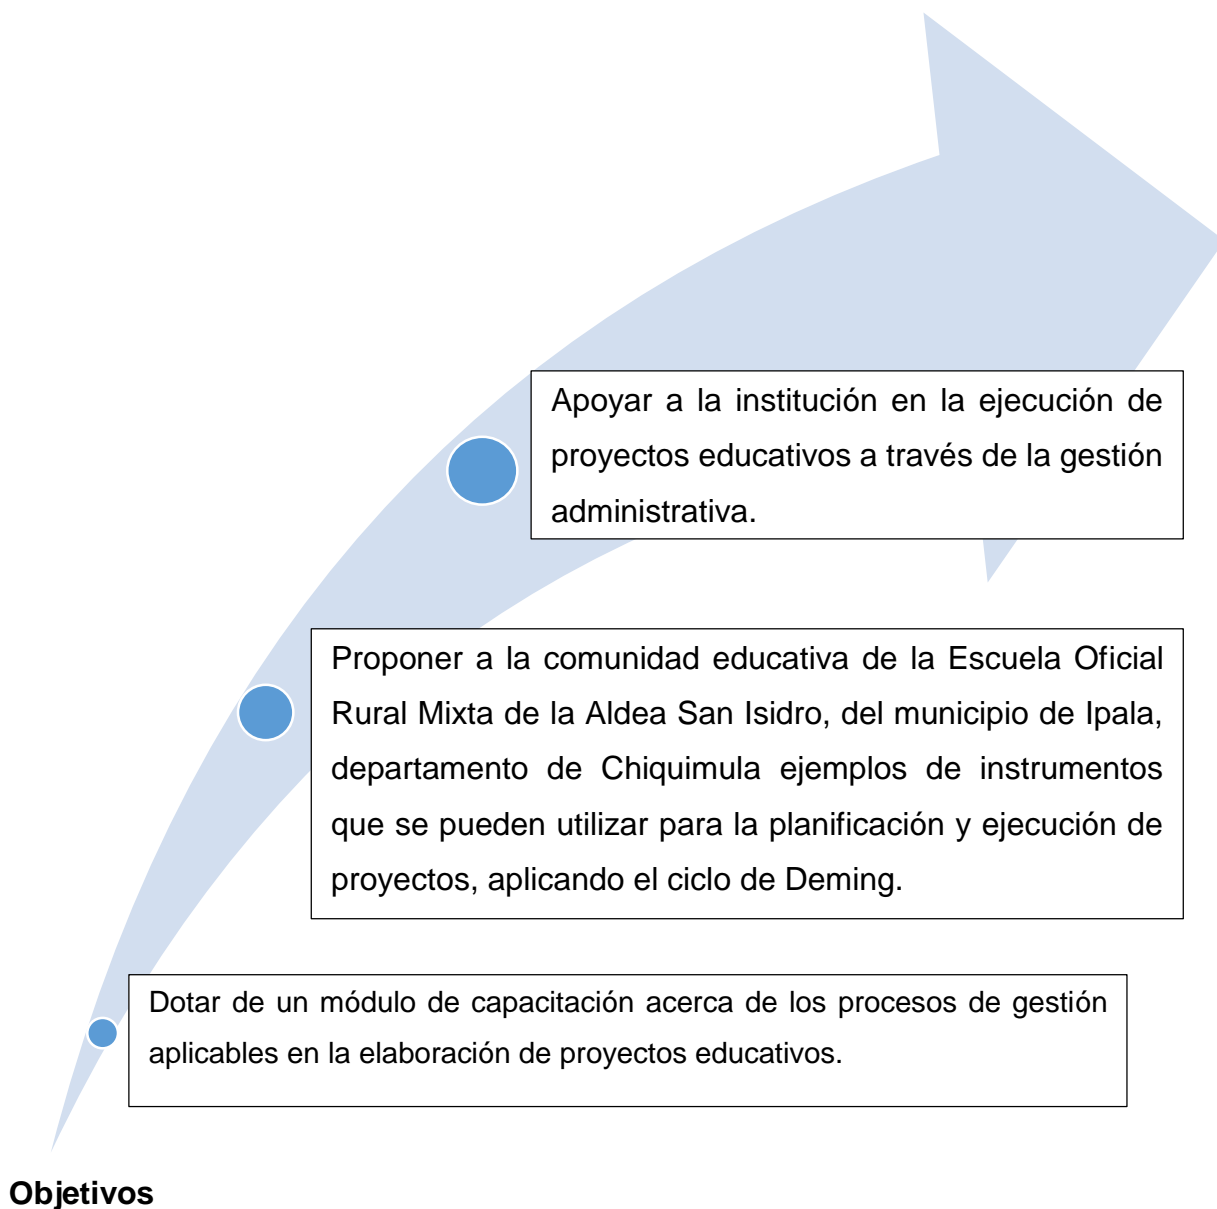 Apoyar a la institución en la ejecución de
proyectos educativos a través de la gestión
administrativa.
Proponer a la comunidad educativa de la Escuela Oficial
Rural Mixta de la Aldea San Isidro, del municipio de Ipala,
departamento de Chiquimula ejemplos de instrumentos
que se pueden utilizar para la planificación y ejecución de
proyectos, aplicando el ciclo de Deming.
Dotar de un módulo de capacitación acerca de los procesos de gestión
aplicables en la elaboración de proyectos educativos.
Objetivos